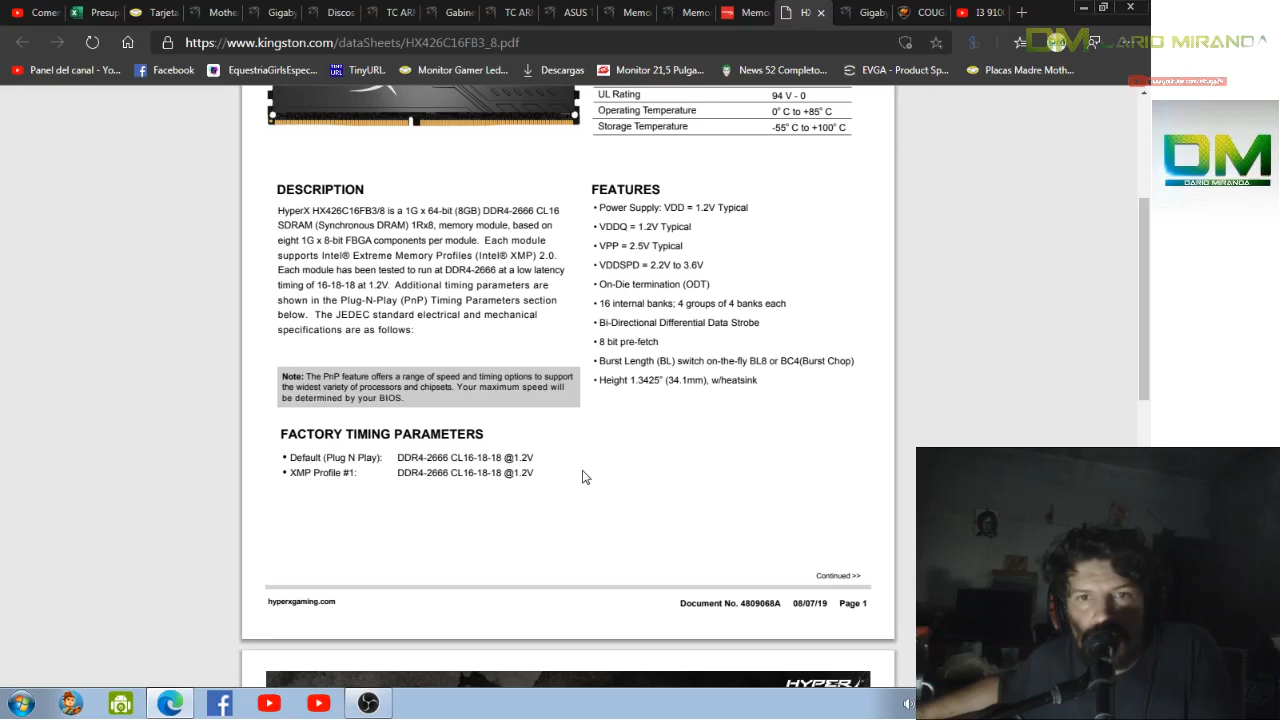 Comer
Presup
Tarjeta
Mothe
Discos
TC ARI
Gabine
TC ARI
ASUS T
Memo
Memo
Memo
HX
Gigab
COUG
I3 910(
https://www.kingston.com/dataSheets/HX426C16FB3_8.pdf
DM DARIO MIRANDA
Panel del canal - Yo...
Facebook
EquestriaGirlsEspec...
TinyURL
Monitor Gamer Led...
Descargas
Monitor 21,5 Pulga...
News 52 Completo...
EVGA - Product Sp...
Placas Madre Moth...
UL Rating 94 V - 0
Operating Temperature 0° C to +85° C
Storage Temperature -55° C to +100° C
DM
DARIO MIRANDA
DESCRIPTION
HyperX HX426C16FB3/8 is a 1G x 64-bit (8GB) DDR4-2666 CL16
SDRAM (Synchronous DRAM) 1Rx8, memory module, based on
eight 1G x 8-bit FBGA components per module. Each module
supports Intel® Extreme Memory Profiles (Intel® XMP) 2.0.
Each module has been tested to run at DDR4-2666 at a low latency
timing of 16-18-18 at 1.2V. Additional timing parameters are
shown in the Plug-N-Play (PnP) Timing Parameters section
below. The JEDEC standard electrical and mechanical
specifications are as follows:
Note: The PnP feature offers a range of speed and timing options to support
the widest variety of processors and chipsets. Your maximum speed will
be determined by your BIOS.
FACTORY TIMING PARAMETERS
• Default (Plug N Play): DDR4-2666 CL16-18-18 @1.2V
• XMP Profile #1: DDR4-2666 CL16-18-18 @1.2V
FEATURES
• Power Supply: VDD = 1.2V Typical
• VDDQ = 1.2V Typical
• VPP = 2.5V Typical
• VDDSPD = 2.2V to 3.6V
• On-Die termination (ODT)
• 16 internal banks; 4 groups of 4 banks each
• Bi-Directional Differential Data Strobe
• 8 bit pre-fetch
• Burst Length (BL) switch on-the-fly BL8 or BC4(Burst Chop)
• Height 1.3425" (34.1mm), w/heatsink
Continued >>
hyperxgaming.com
Document No. 4809068A 08/07/19 Page 1
HYPERX